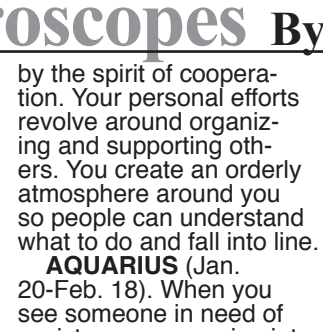 roscopes By
by the spirit of coopera-
tion. Your personal efforts
revolve around organiz-
ing and supporting oth-
ers. You create an orderly
atmosphere around you
so people can understand
what to do and fall into line.
AQUARIUS (Jan.
20-Feb. 18). When you
see someone in need of